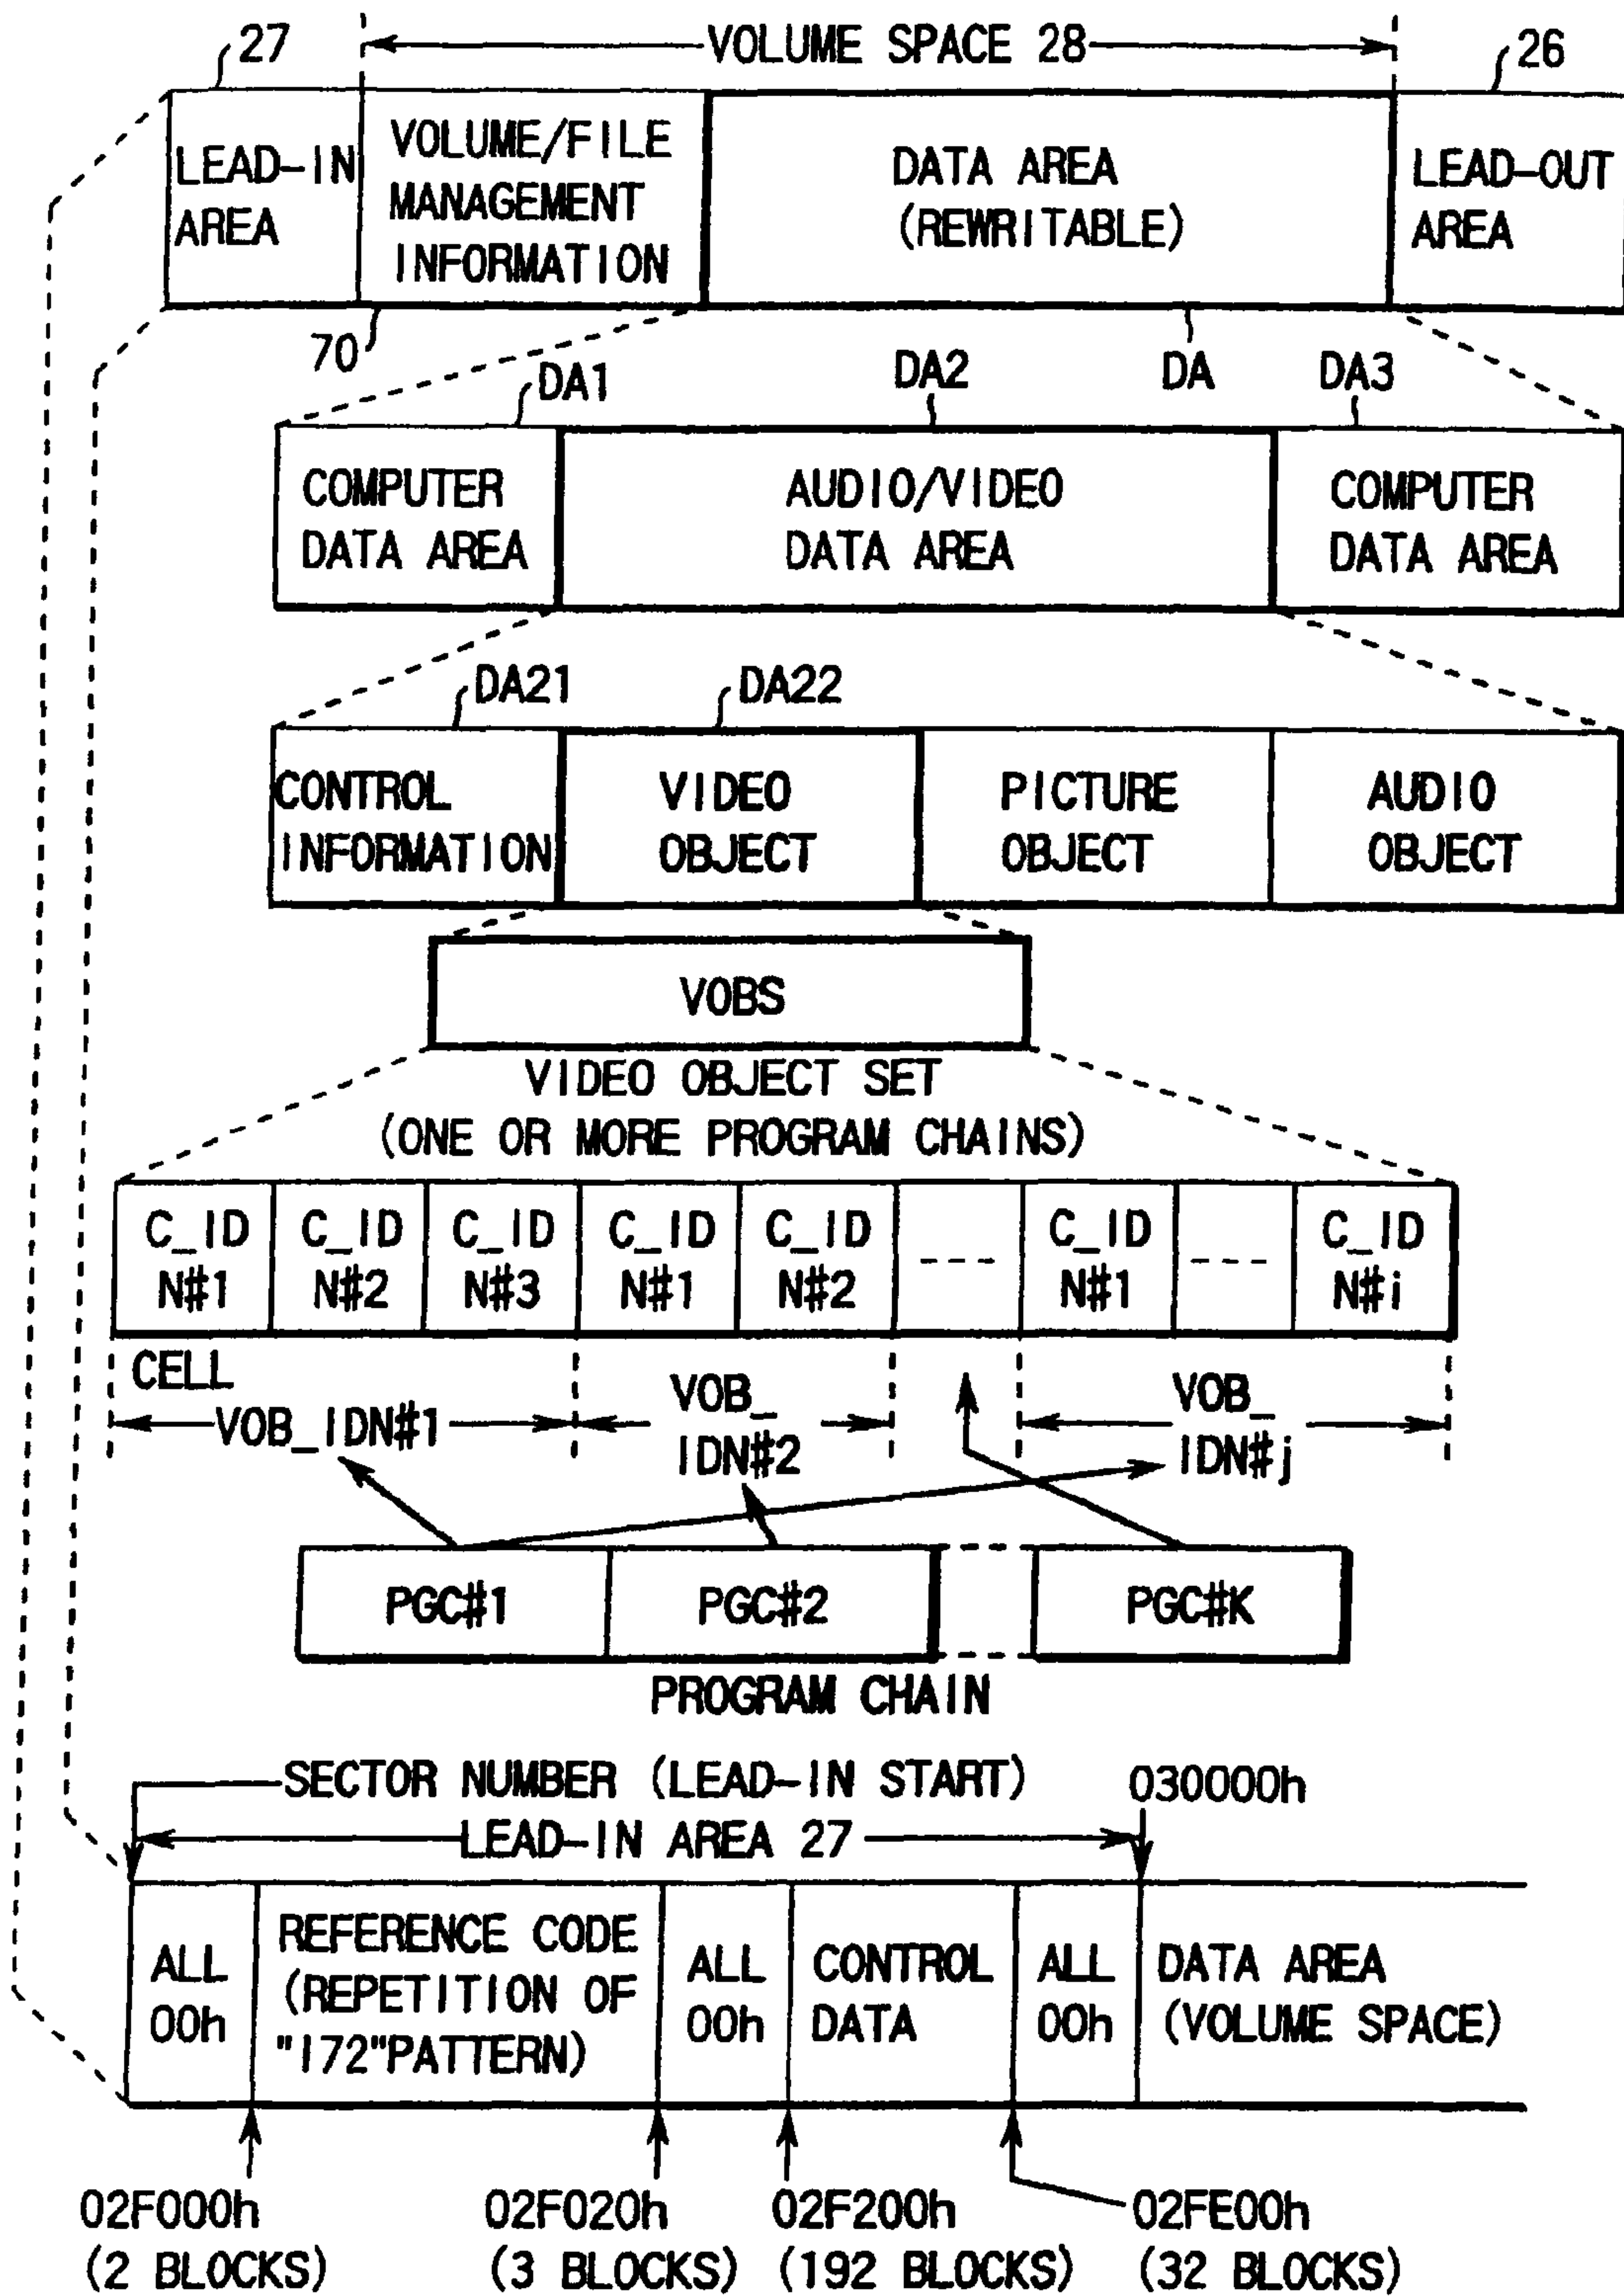 27
VOLUME SPACE 28
26
LEAD-IN
AREA
VOLUME/FILE
MANAGEMENT
INFORMATION
DATA AREA
(REWRITABLE)
LEAD-OUT
AREA
70
DA1
DA2
DA
DA3
COMPUTER
DATA AREA
AUDIO/VIDEO
DATA AREA
COMPUTER
DATA AREA
DA21
DA22
CONTROL
INFORMATION
VIDEO
OBJECT
PICTURE
OBJECT
AUDIO
OBJECT
VOBS
VIDEO OBJECT SET
(ONE OR MORE PROGRAM CHAINS)
C_ID
N#1
C_ID
N#2
C_ID
N#3
C_ID
N#1
C_ID
N#2
----
C_ID
N#1
----
C_ID
N#i
CELL
VOB_IDN#1
VOB_
IDN#2
VOB_
IDN#j
PGC#1
PGC#2
PGC#K
PROGRAM CHAIN
SECTOR NUMBER (LEAD-IN START)
030000h
LEAD-IN AREA 27
ALL
00h
REFERENCE CODE
(REPETITION OF
"172"PATTERN)
ALL
00h
CONTROL
DATA
ALL
00h
DATA AREA
(VOLUME SPACE)
02F000h
(2 BLOCKS)
02F020h
(3 BLOCKS)
02F200h
(192 BLOCKS)
02FE00h
(32 BLOCKS)